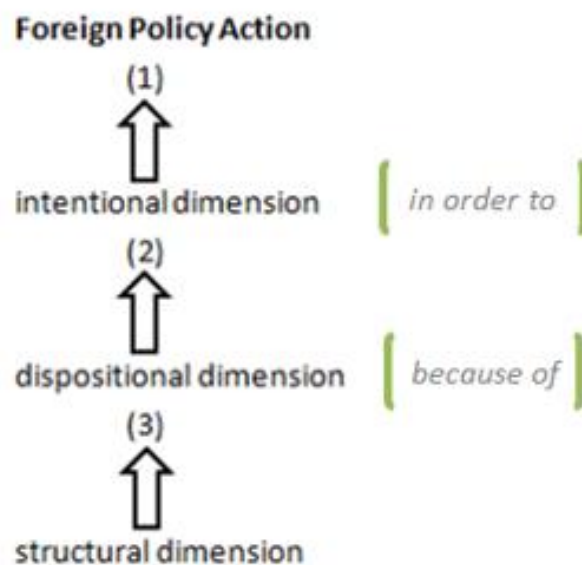 Foreign Policy Action
(1)
intentional dimension
in order to
(2)
dispositional dimension
because of
(3)
structural dimension